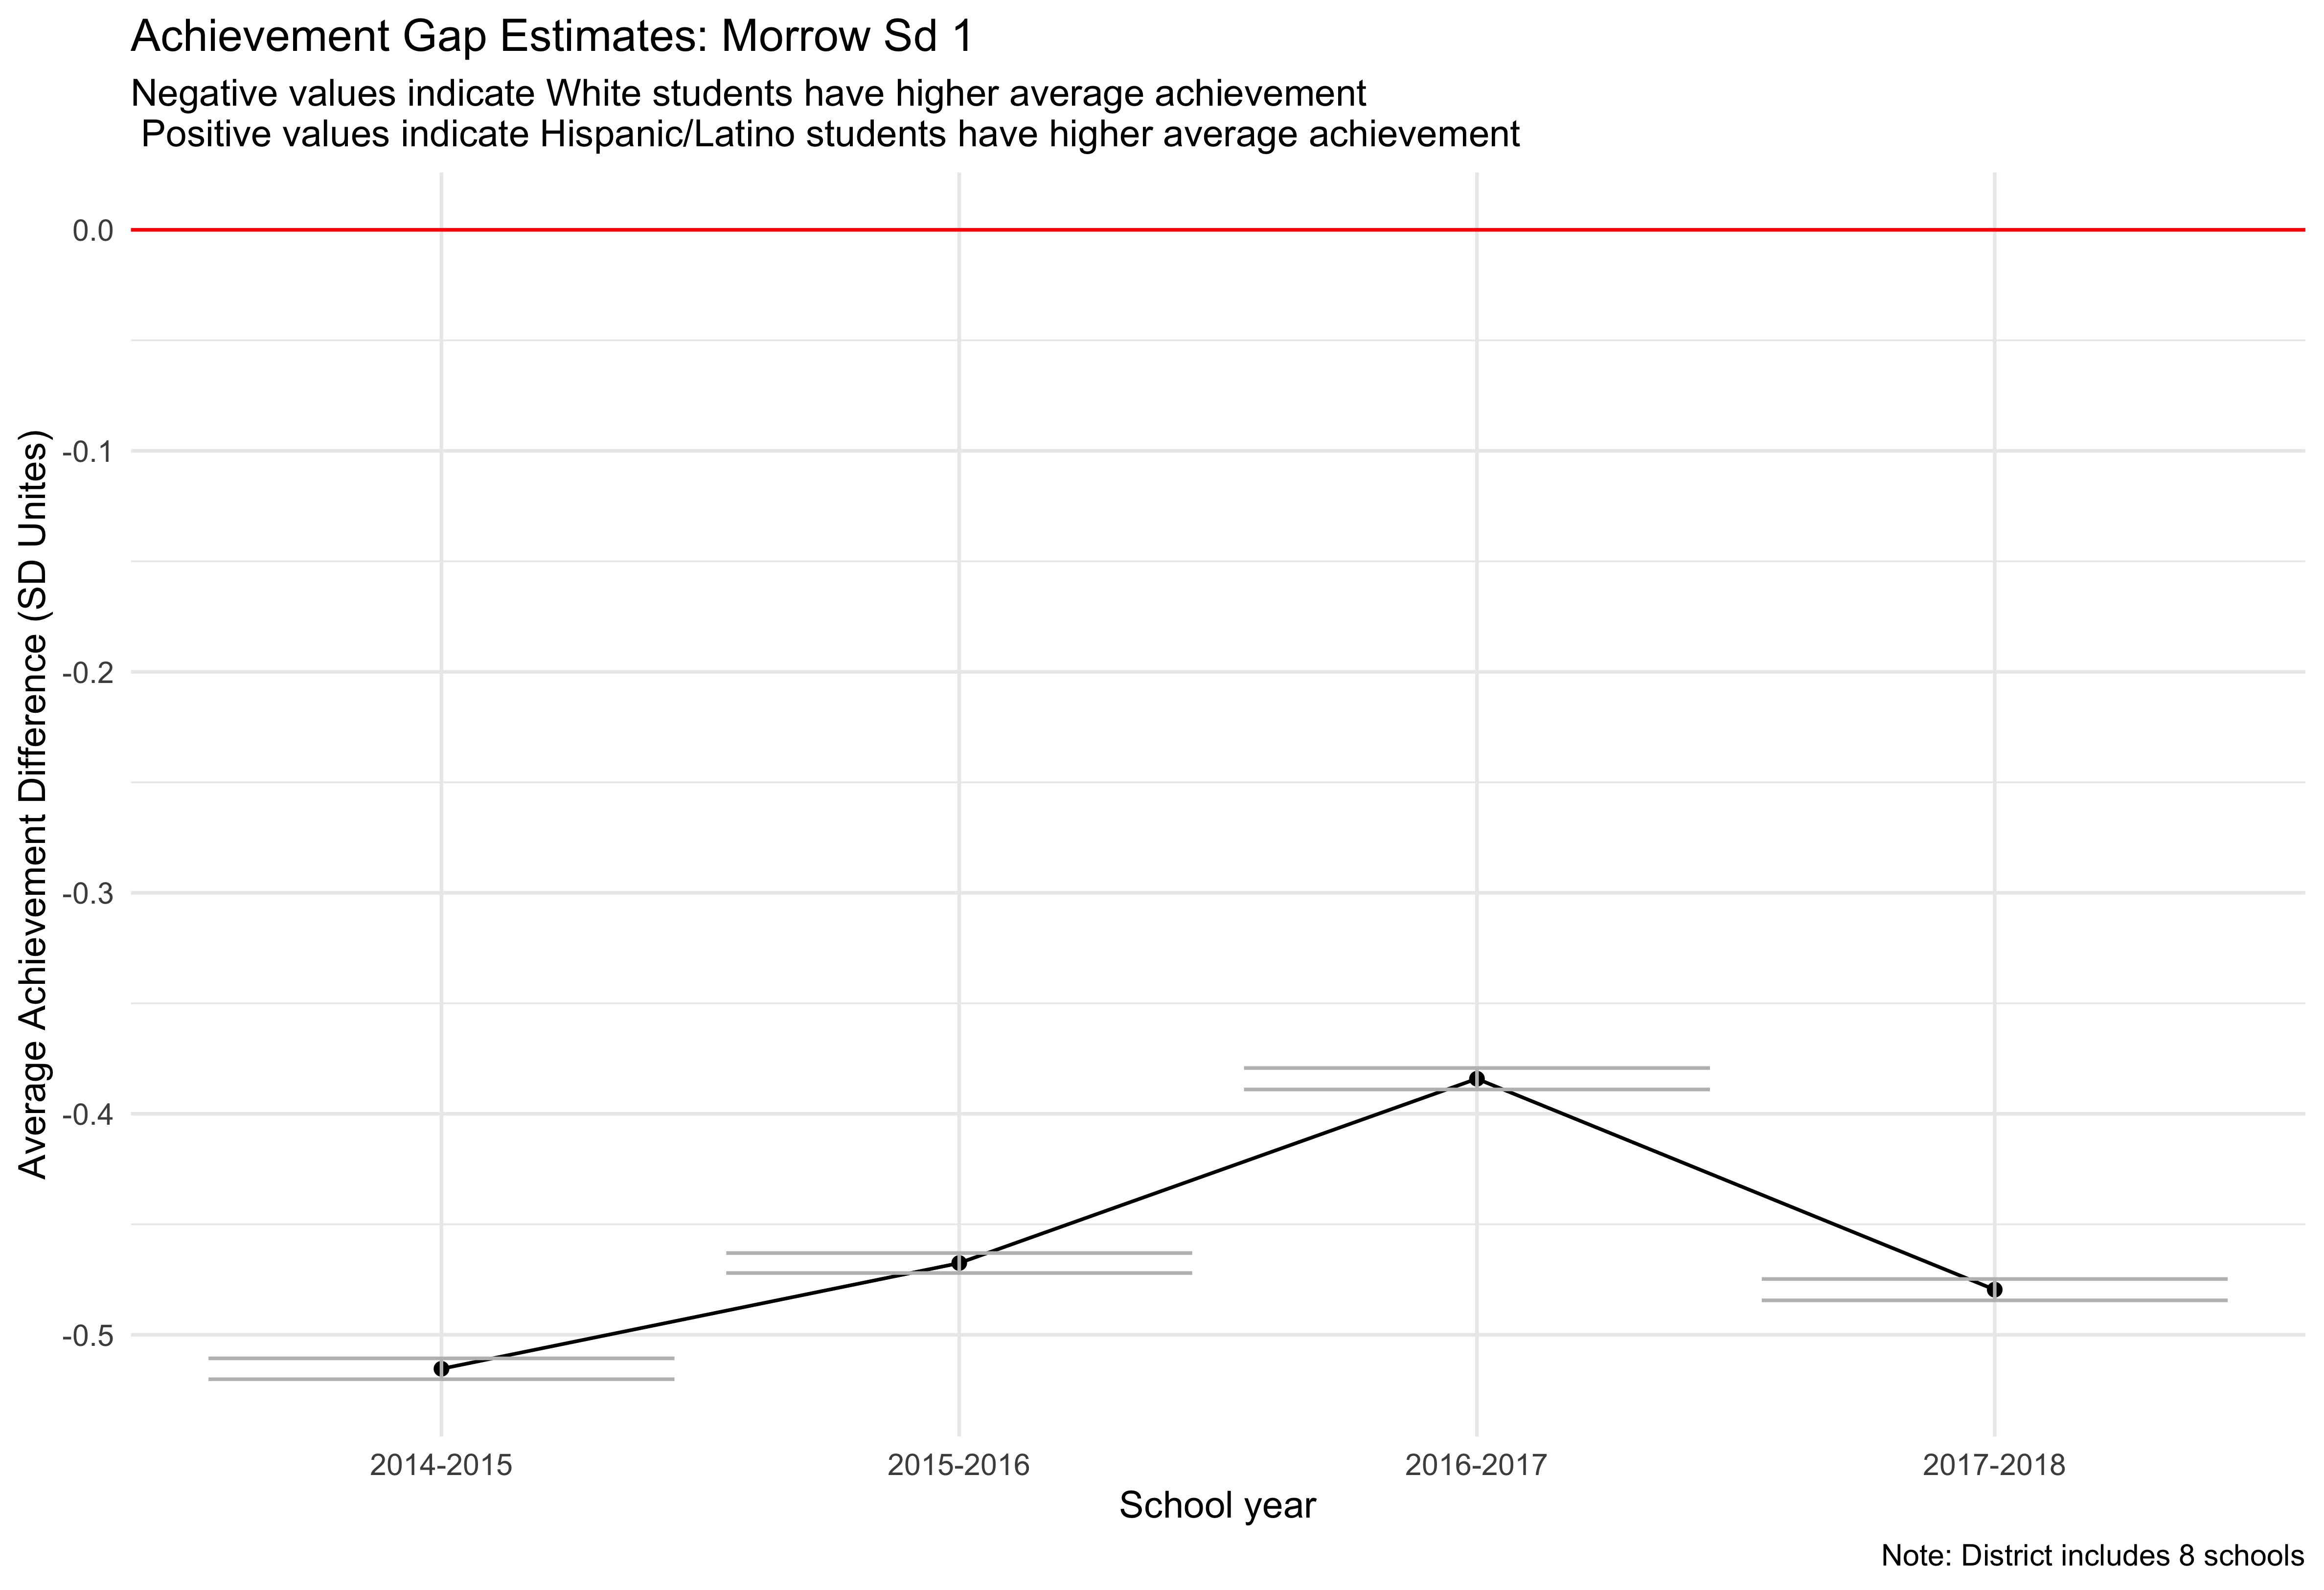 Achievement Gap Estimates: Morrow Sd 1
Negative values indicate White students have higher average achievement
Positive values indicate Hispanic/Latino students have higher average achievement
Average Achievement Difference (SD Unites)
0.0
-0.1
-0.2
-0.3
-0.4
-0.5
2014-2015
2015-2016
2016-2017
2017-2018
School year
Note: District includes 8 schools